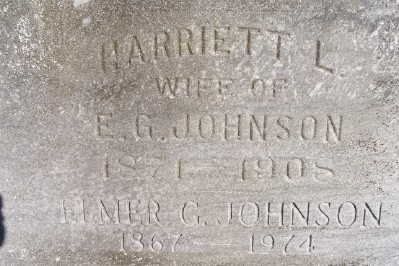 HARRIETT L.
WIFE OF
E. G. JOHNSON
1871 — 1908
ELMER G. JOHNSON
1867 — 1974